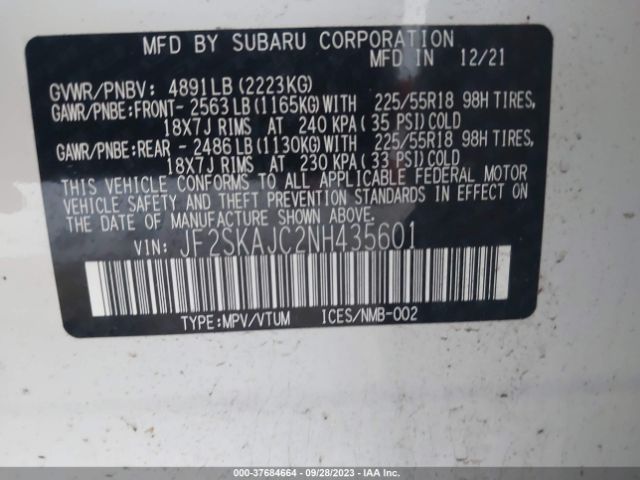 MFD BY SUBARU CORPORATION
MFD IN 12/21
GVWR/PNBV: 4891LB (2223KG)
GAWR/PNBE:FRONT- 2563 LB (1165KG) WITH 225/55R18 98H TIRES,
18X7J RIMS AT 240 KPA (35 PSI) COLD
GAWR/PNBE:REAR - 2486 LB (1130KG) WITH 225/55R18 98H TIRES,
18X7J RIMS AT 230 KPA (33 PSI) COLD
THIS VEHICLE CONFORMS TO ALL APPLICABLE FEDERAL MOTOR
VEHICLE SAFETY AND THEFT PREVENTION STANDARDS IN EFFECT ON
THE DATE OF MANUFACTURE SHOWN ABOVE.
VIN: JF2SKAJC2NH435601
TYPE:MPV/VTUM ICES/NMB-002
000-37684664 - 09/28/2023 - IAA Inc.